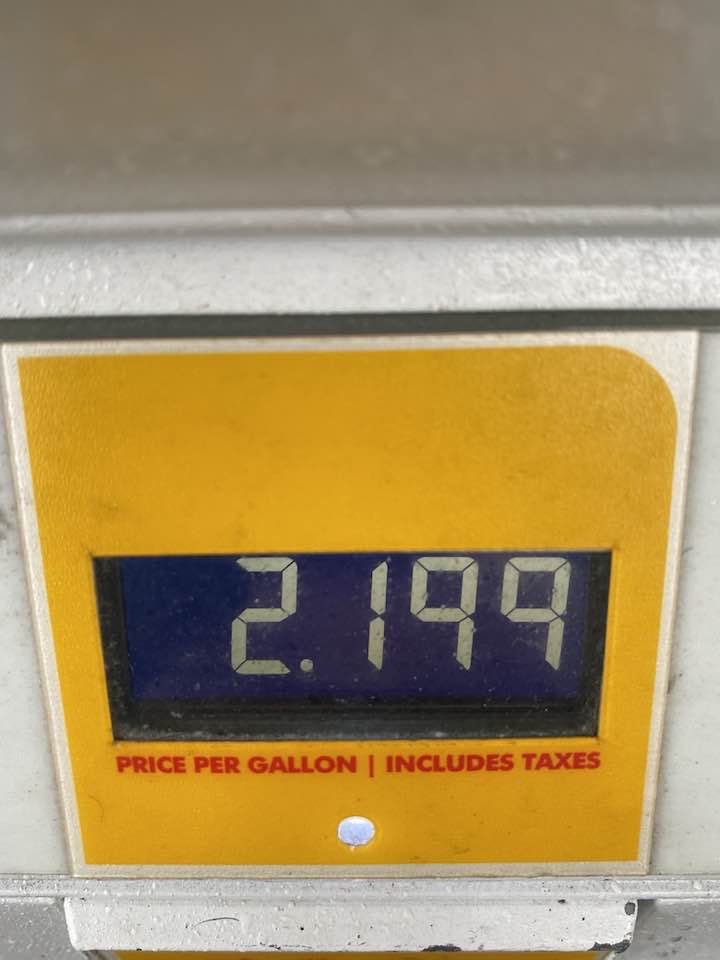 2.199
PRICE PER GALLON | INCLUDES TAXES